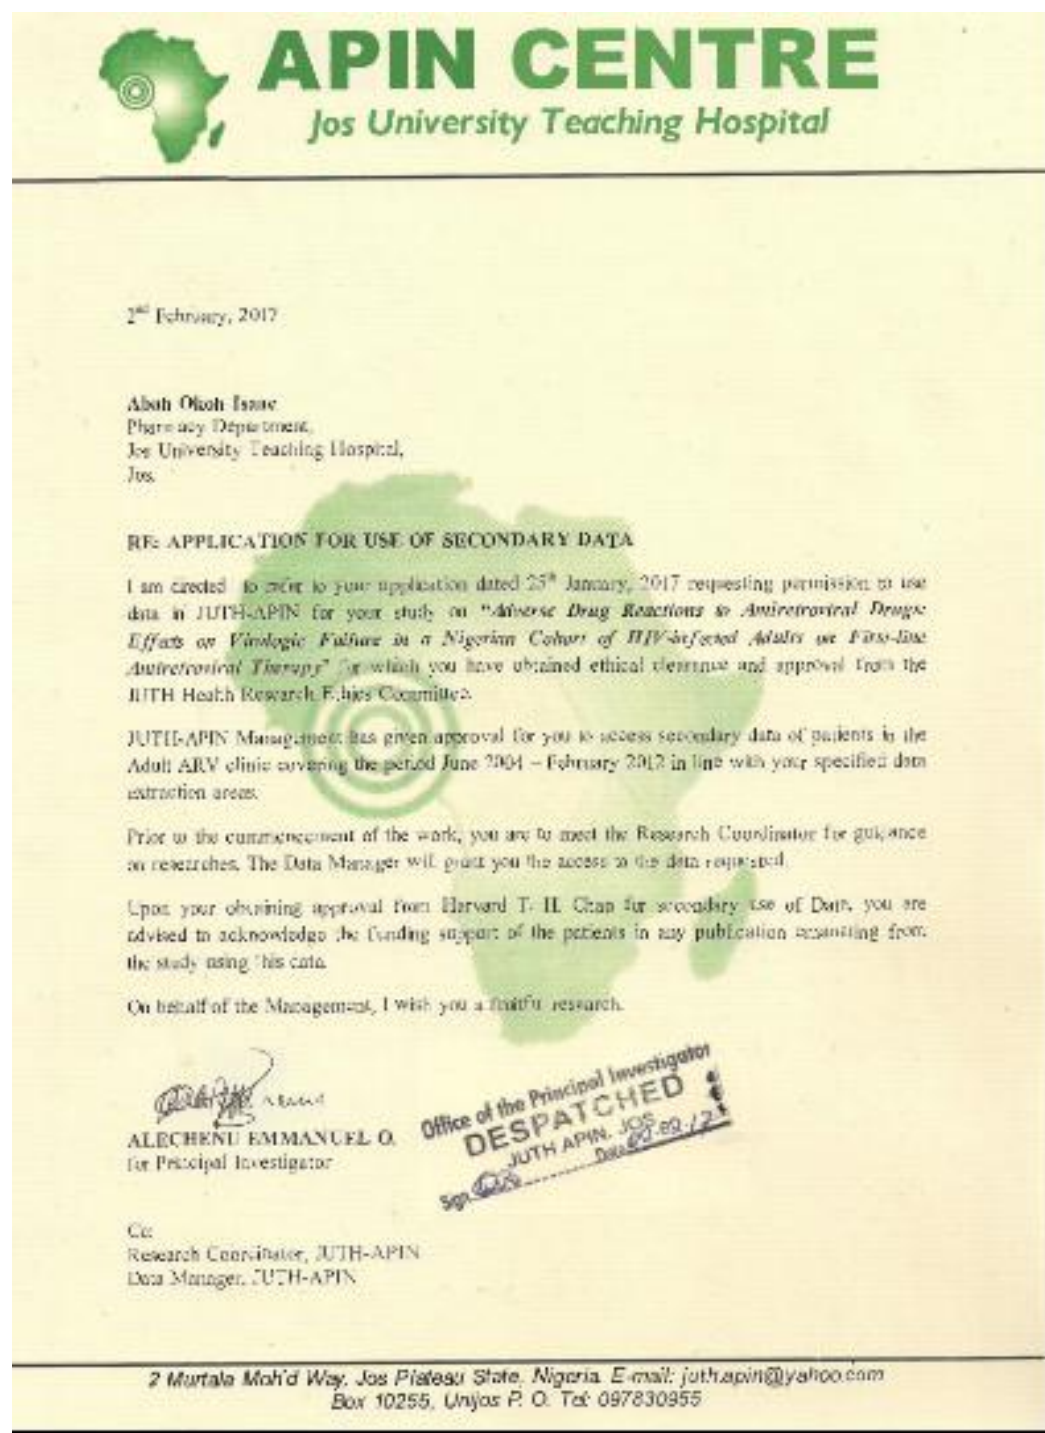 APIN CENTRE
Jos University Teaching Hospital
2nd February, 2017
Abah Okoh Isaac
Pharmacy Department,
Jos University Teaching Hospital,
Jos.
RE: APPLICATION FOR USE OF SECONDARY DATA
I am directed to refer to your application dated 25th January, 2017 requesting permission to use
data in JUTH-APIN for your study on "Adverse Drug Reactions to Antiretroviral Drugs:
Effects on Virologic Failure in a Nigerian Cohort of HIV-infected Adults on First-line
Antiretroviral Therapy" for which you have obtained ethical clearance and approval from the
JUTH Health Research Ethics Committee.
JUTH-APIN Management has given approval for you to access secondary data of patients in the
Adult ARV clinic covering the period June 2004 – February 2012 in line with your specified data
extraction areas.
Prior to the commencement of the work, you are to meet the Research Coordinator for guidance
on researches. The Data Manager will grant you the access to the data requested.
Upon your obtaining approval from Harvard T. H. Chan for secondary use of Data, you are
advised to acknowledge the funding support of the patients in any publication emanating from
the study using this data.
On behalf of the Management, I wish you a fruitful research.
ALECHENU EMMANUEL O.
for Principal Investigator
Office of the Principal Investigator
DESPATCHED
JUTH APIN, JOS
Date
Sign
Cc:
Research Coordinator, JUTH-APIN
Data Manager, JUTH-APIN
2 Murtala Moh'd Way, Jos Plateau State, Nigeria. E-mail: juth.apin@yahoo.com
Box 10255, Unijos P. O. Tel: 097830955